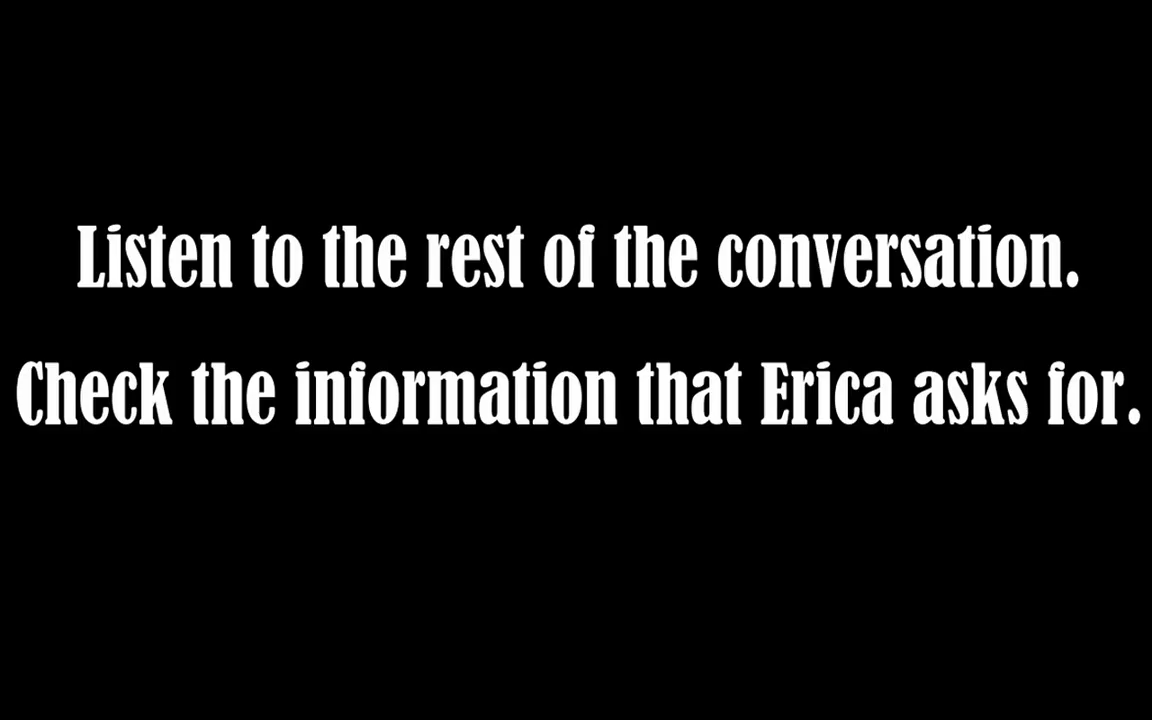 Listen to the rest of the conversation.
Check the information that Erica asks for.